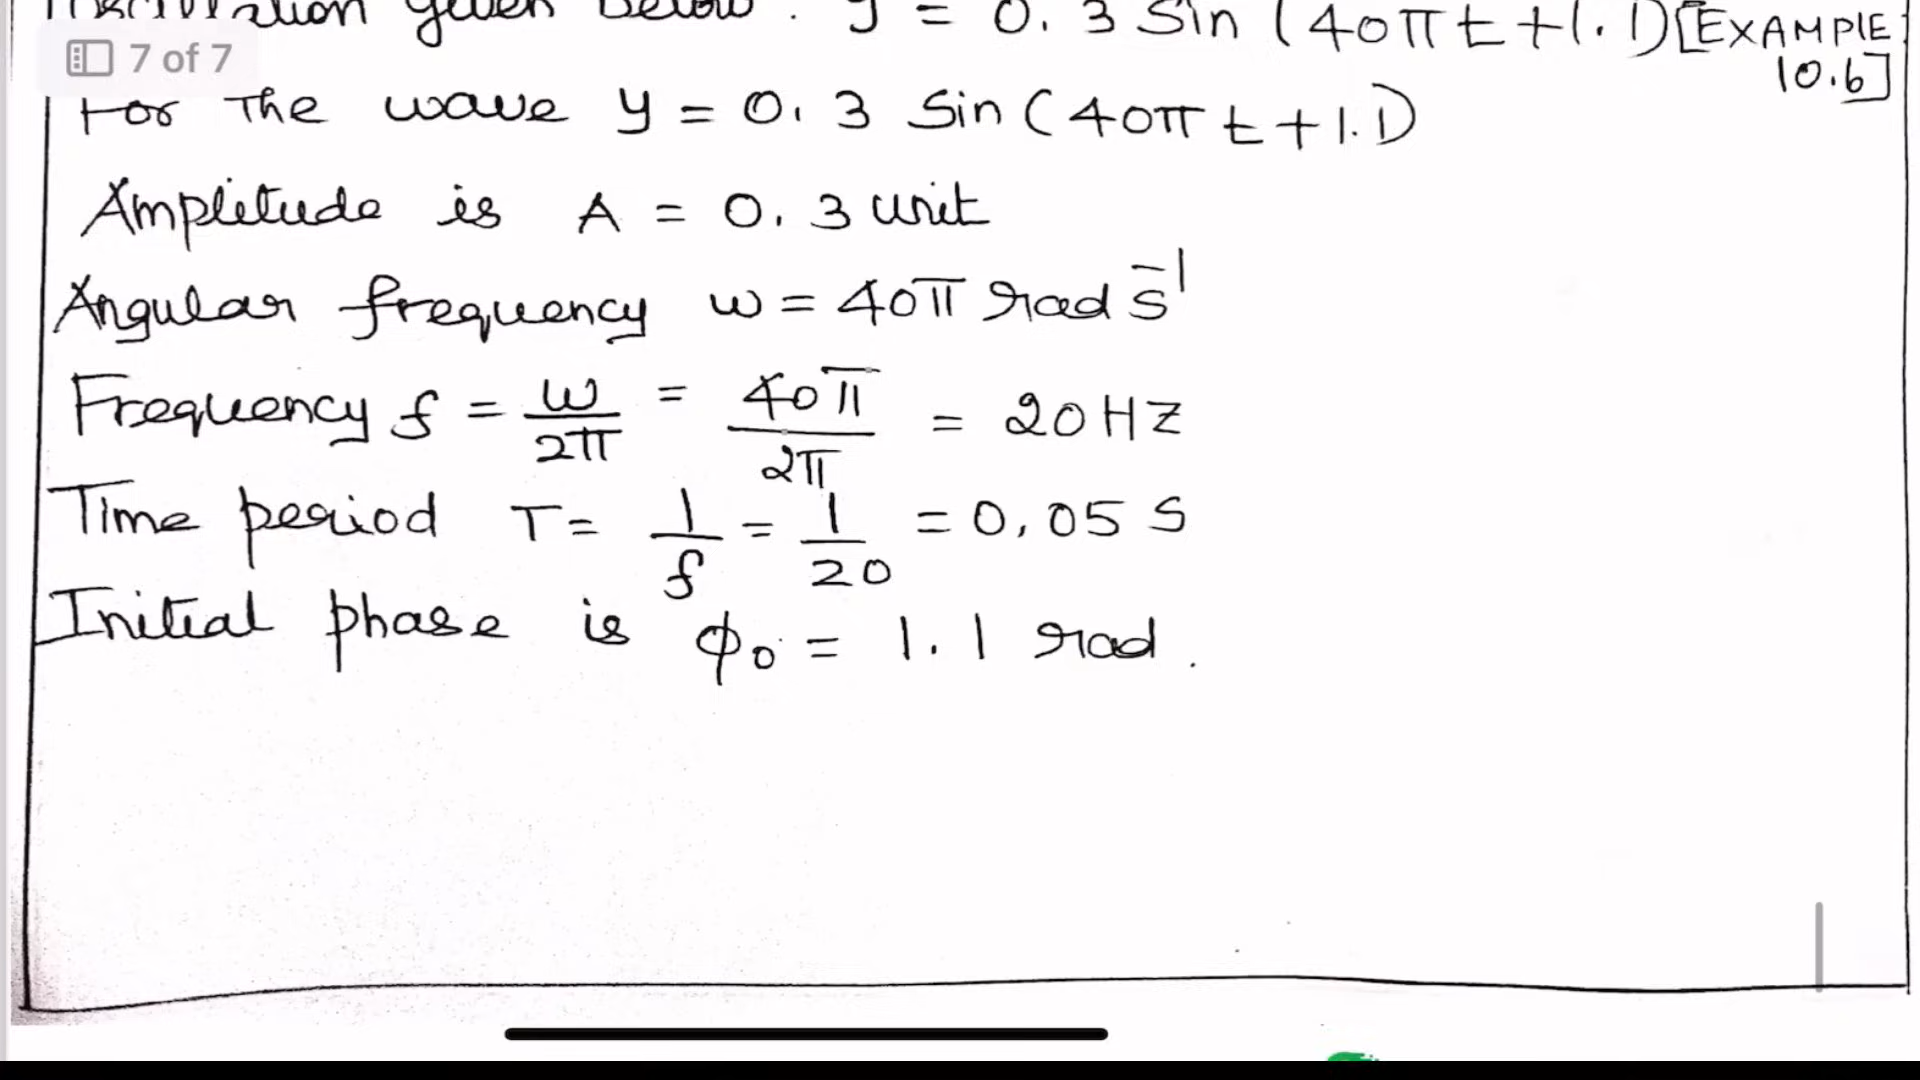 given below. y = 0.3 Sin (40πt+1.1) [EXAMPLE 10.6]
7 of 7
For the wave y = 0.3 Sin (40πt+1.1)
Amplitude is A = 0.3 unit
Angular frequency w = 40π rad s⁻¹
Frequency f = w/2π = 40π/2π = 20 HZ
Time period T = 1/f = 1/20 = 0.05 S
Initial phase is ϕ₀ = 1.1 rad.